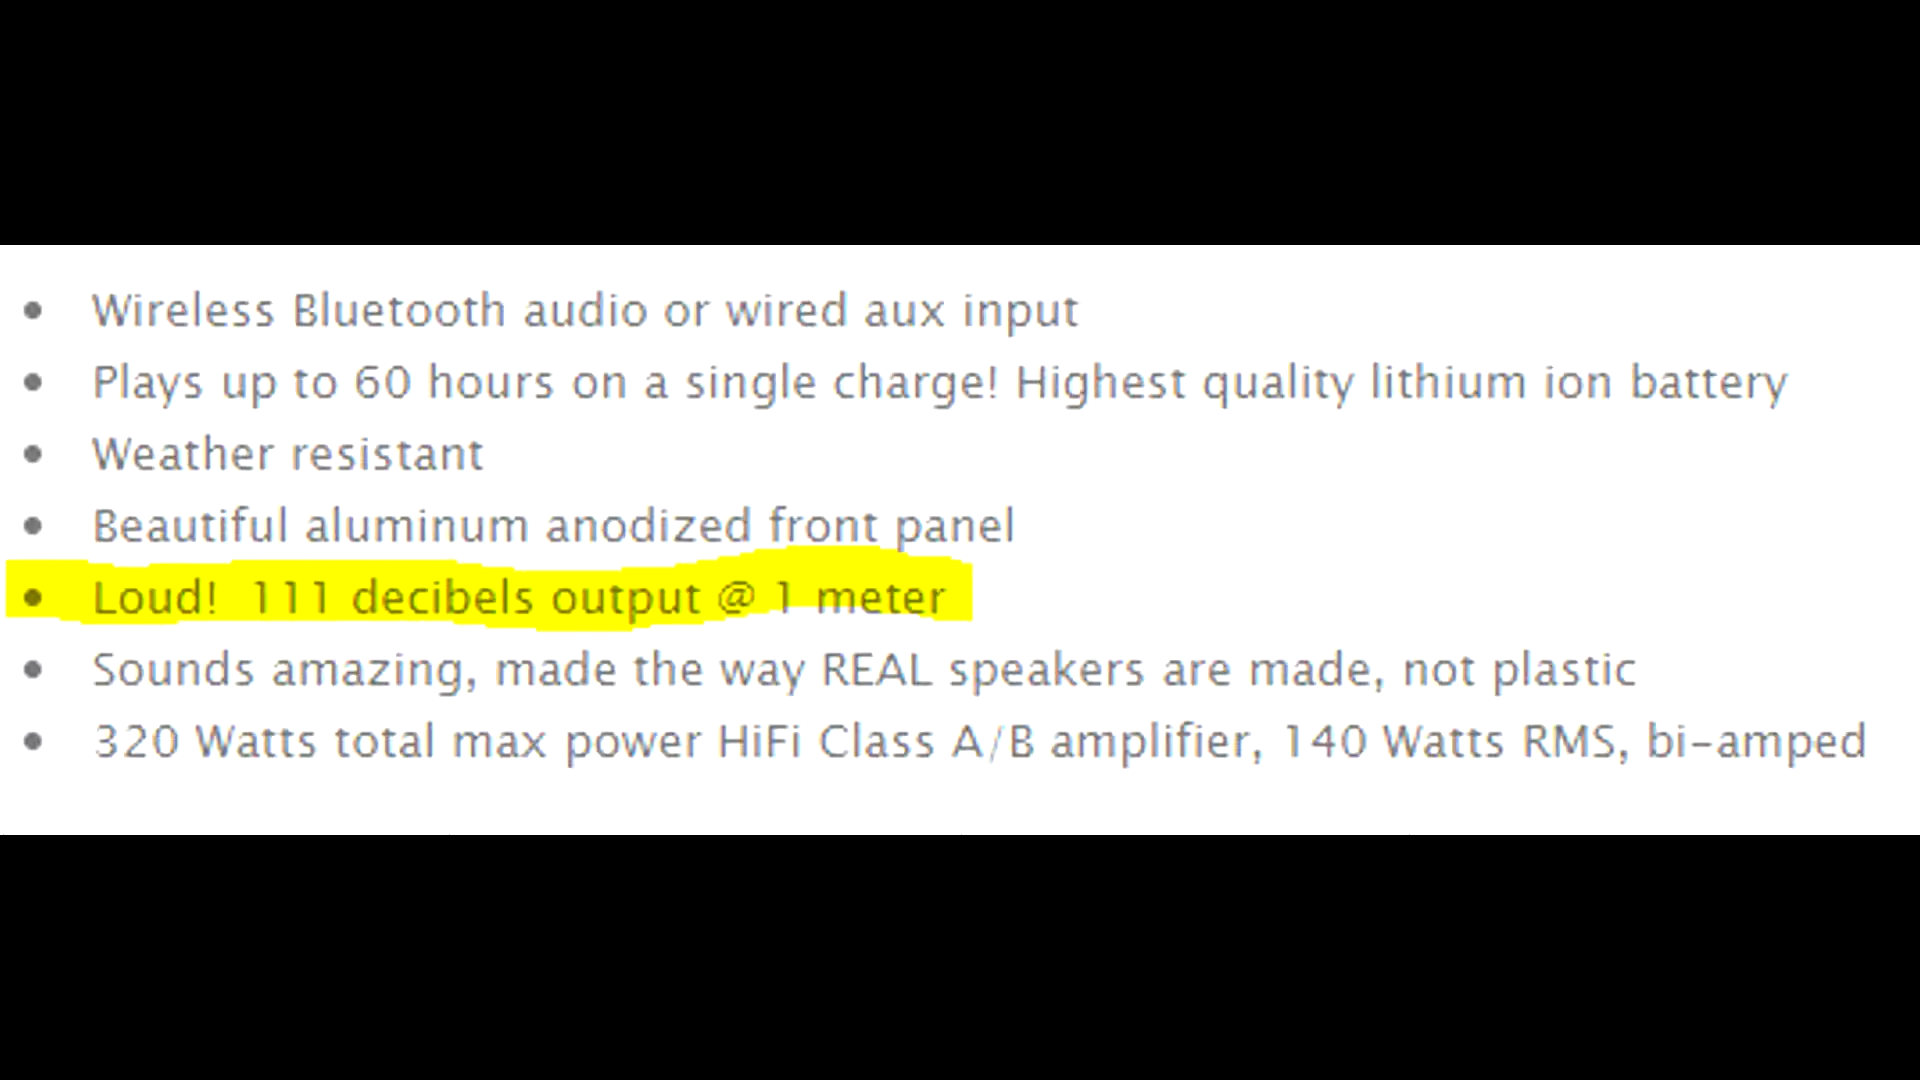 • Wireless Bluetooth audio or wired aux input
• Plays up to 60 hours on a single charge! Highest quality lithium ion battery
• Weather resistant
• Beautiful aluminum anodized front panel
• Loud!  111 decibels output @ 1 meter
• Sounds amazing, made the way REAL speakers are made, not plastic
• 320 Watts total max power HiFi Class A/B amplifier, 140 Watts RMS, bi-amped